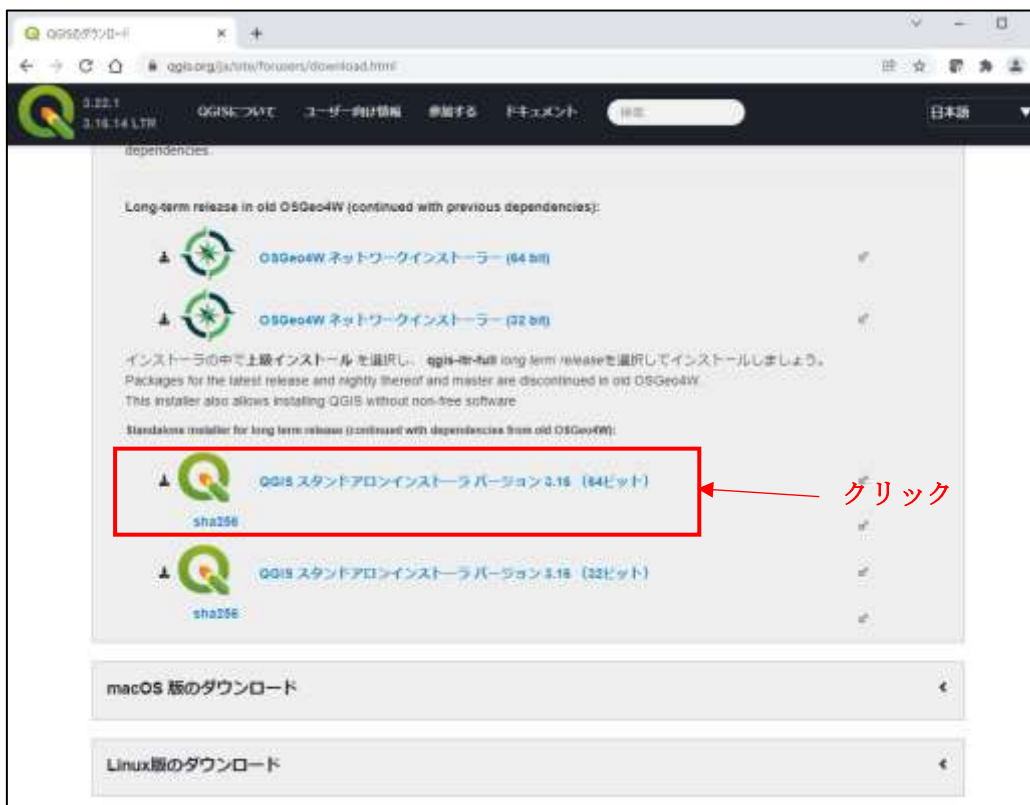 QGISのダウンロード
qgis.org/ja/site/forusers/download.html
3.22.1
3.16.14 LTR
QGISについて ユーザー向け情報 参加する ドキュメント 検索 日本語
dependencies.
Long-term release in old OSGeo4W (continued with previous dependencies):
OSGeo4W ネットワークインストーラー (64 bit)
OSGeo4W ネットワークインストーラー (32 bit)
インストーラの中で上級インストール を選択し、 qgis-ltr-full long term releaseを選択してインストールしましょう。
Packages for the latest release and nightly thereof and master are discontinued in old OSGeo4W.
This installer also allows installing QGIS without non-free software
Standalone installer for long term release (continued with dependencies from old OSGeo4W):
QGIS スタンドアロンインストーラ バージョン 3.16 (64ビット)
クリック
sha256
QGIS スタンドアロンインストーラ バージョン 3.16 (32ビット)
sha256
macOS 版のダウンロード
Linux版のダウンロード